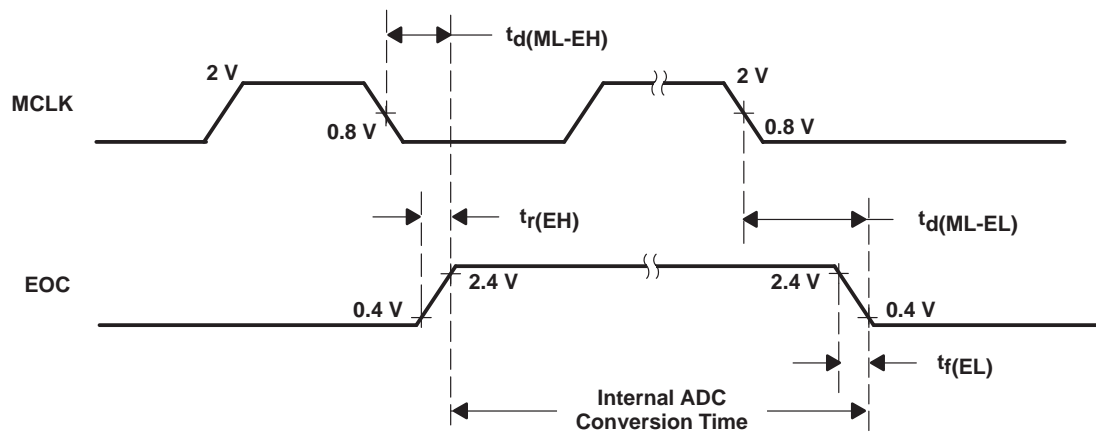 td(ML-EH)
2 V
2 V
MCLK
0.8 V
0.8 V
tr(EH)
td(ML-EL)
EOC
2.4 V
2.4 V
0.4 V
0.4 V
tf(EL)
Internal ADC
Conversion Time